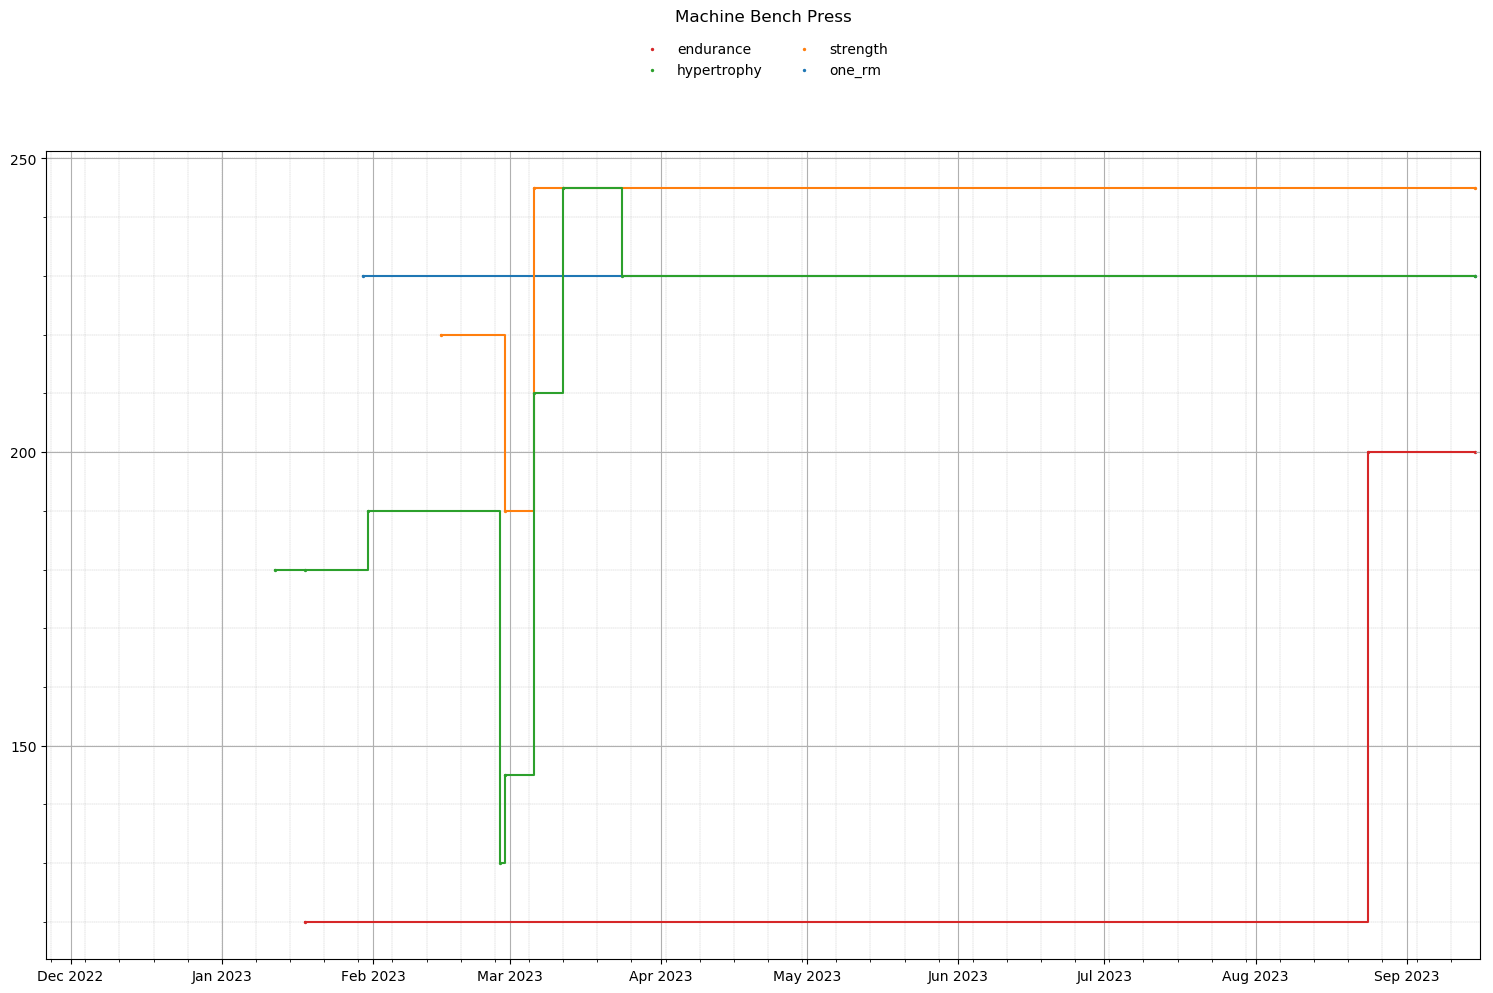 Machine Bench Press
endurance strength
hypertrophy one_rm
250
200
150
Dec 2022 Jan 2023 Feb 2023 Mar 2023 Apr 2023 May 2023 Jun 2023 Jul 2023 Aug 2023 Sep 2023